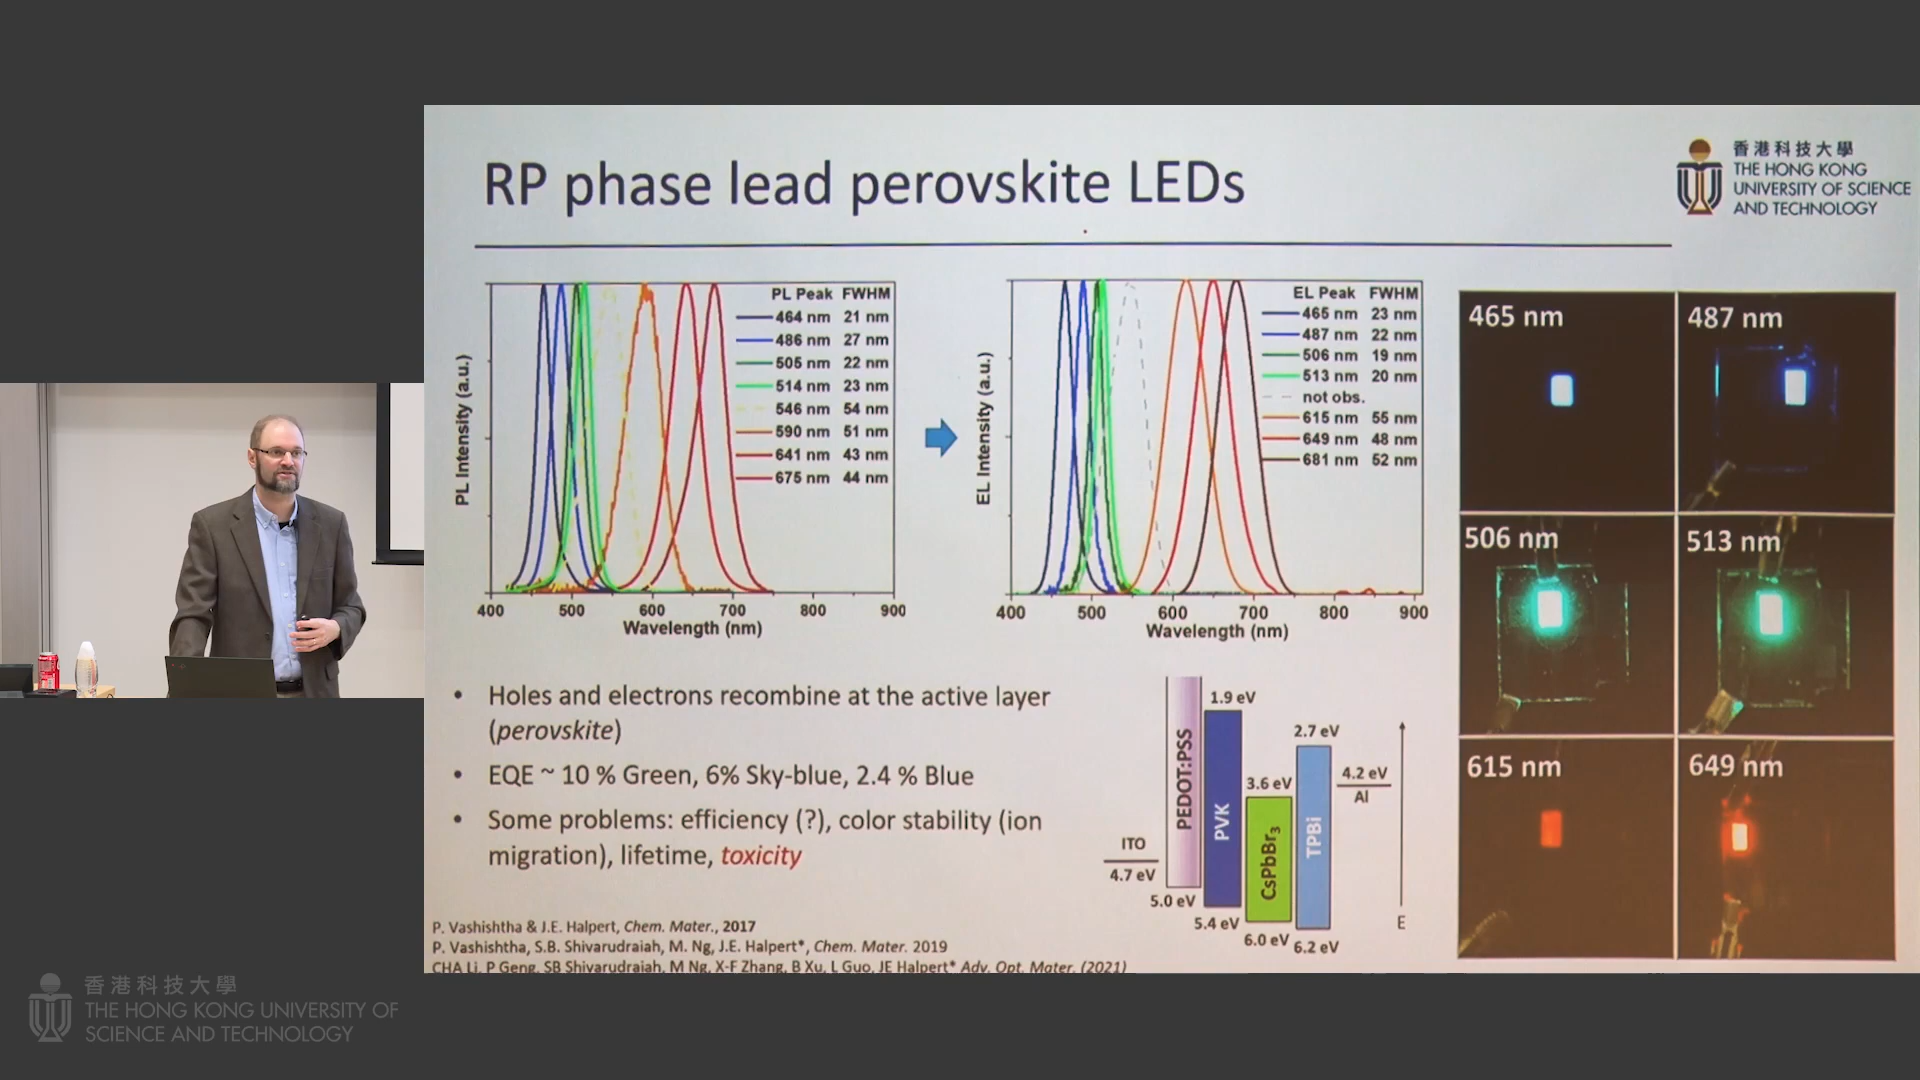 RP phase lead perovskite LEDs
香港科技大學
THE HONG KONG
UNIVERSITY OF SCIENCE
AND TECHNOLOGY
PL Intensity (a.u.)
PL Peak FWHM
464 nm 21 nm
486 nm 27 nm
505 nm 22 nm
514 nm 23 nm
546 nm 54 nm
590 nm 51 nm
641 nm 43 nm
675 nm 44 nm
400 500 600 700 800 900
Wavelength (nm)
EL Intensity (a.u.)
EL Peak FWHM
465 nm 23 nm
487 nm 22 nm
506 nm 19 nm
513 nm 20 nm
not obs.
615 nm 55 nm
649 nm 48 nm
681 nm 52 nm
400 500 600 700 800 900
Wavelength (nm)
465 nm
487 nm
506 nm
513 nm
615 nm
649 nm
• Holes and electrons recombine at the active layer
(perovskite)
• EQE ~ 10 % Green, 6% Sky-blue, 2.4 % Blue
• Some problems: efficiency (?), color stability (ion
migration), lifetime, toxicity
ITO
4.7 eV
PEDOT:PSS
5.0 eV
1.9 eV
PVK
5.4 eV
3.6 eV
CsPbBr3
6.0 eV
2.7 eV
TPBi
6.2 eV
4.2 eV
Al
E
P. Vashishtha & J.E. Halpert, Chem. Mater., 2017
P. Vashishtha, S.B. Shivarudraiah, M. Ng, J.E. Halpert*, Chem. Mater. 2019
CHA Li, P Geng, SB Shivarudraiah, M Ng, X-F Zhang, B Xu, L Guo, JE Halpert* Adv. Opt. Mater. (2021)
香港科技大學
THE HONG KONG UNIVERSITY OF
SCIENCE AND TECHNOLOGY